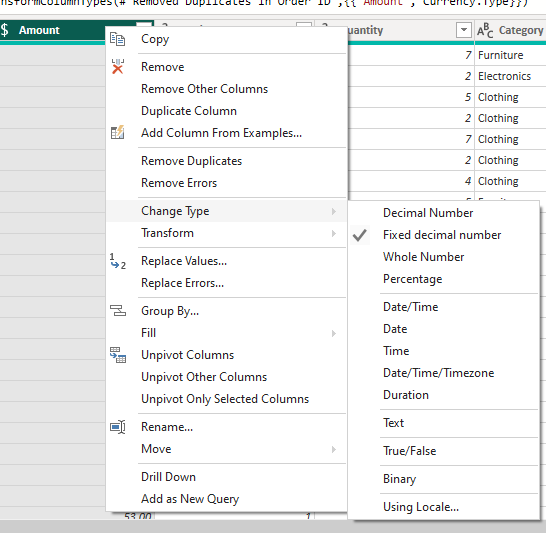 nsformColumnTypes(#"Removed Duplicates in Order ID",{{"Amount", Currency.Type}})
$ Amount
uantity
ABC Category
7 Furniture
2 Electronics
5 Clothing
2 Clothing
7 Clothing
2 Clothing
4 Clothing
Copy
Remove
Remove Other Columns
Duplicate Column
Add Column From Examples...
Remove Duplicates
Remove Errors
Change Type
Transform
Replace Values...
Replace Errors...
Group By...
Fill
Unpivot Columns
Unpivot Other Columns
Unpivot Only Selected Columns
Rename...
Move
Drill Down
Add as New Query
Decimal Number
Fixed decimal number
Whole Number
Percentage
Date/Time
Date
Time
Date/Time/Timezone
Duration
Text
True/False
Binary
Using Locale...
53.00
1